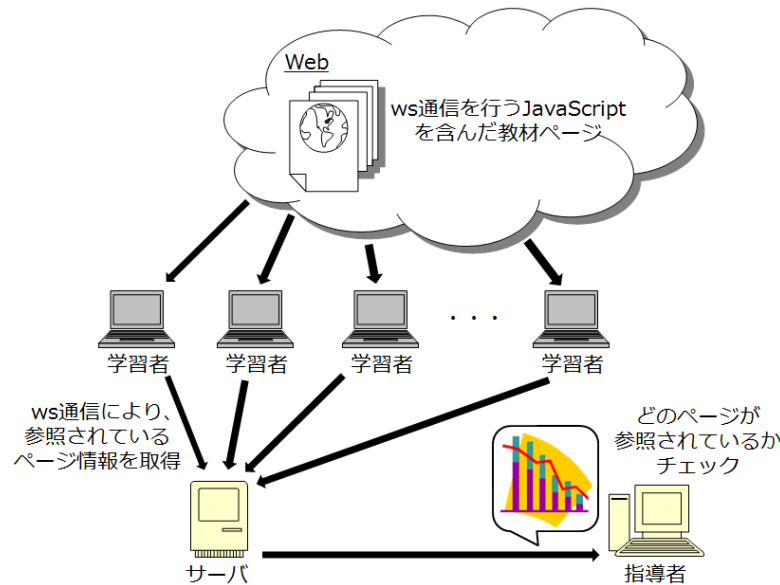 Web
ws通信を行うJavaScript
を含んだ教材ページ
学習者
学習者
学習者
・・・
学習者
ws通信により、
参照されている
ページ情報を取得
どのページが
参照されているか
チェック
サーバ
指導者